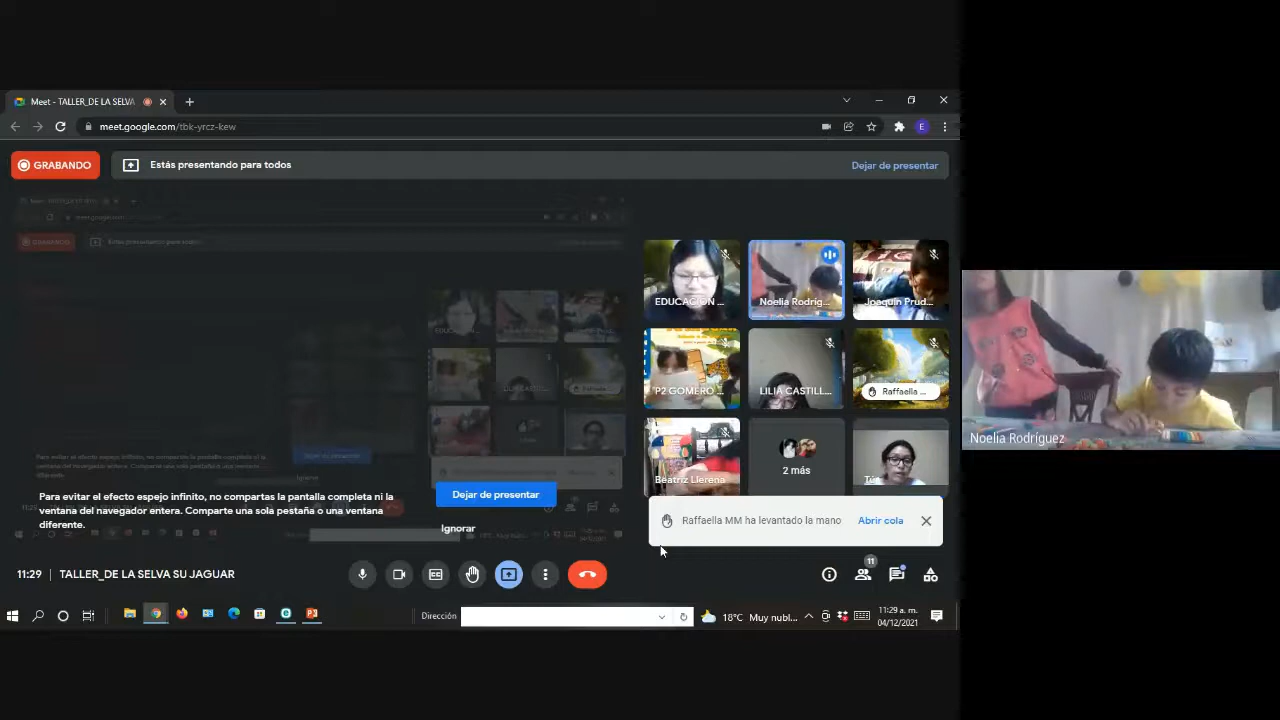 Meet - TALLER_DE LA SELVA
meet.google.com/tbk-yrcz-kew
E
GRABANDO
Estás presentando para todos
Dejar de presentar
EDUCACIÓN ...
Noelia Rodríg...
Joaquin Prud...
P2 GOMERO ...
LILIA CASTILL...
Raffaella ...
Beatriz Llerena
2 más
Tú
Para evitar el efecto espejo infinito, no compartas la pantalla completa ni la
ventana del navegador entera. Comparte una sola pestaña o una ventana
diferente.
Dejar de presentar
Ignorar
Raffaella MM ha levantado la mano
Abrir cola
11:29 | TALLER_DE LA SELVA SU JAGUAR
11
Dirección
18°C Muy nubl...
11:29 a. m.
04/12/2021
Noelia Rodríguez